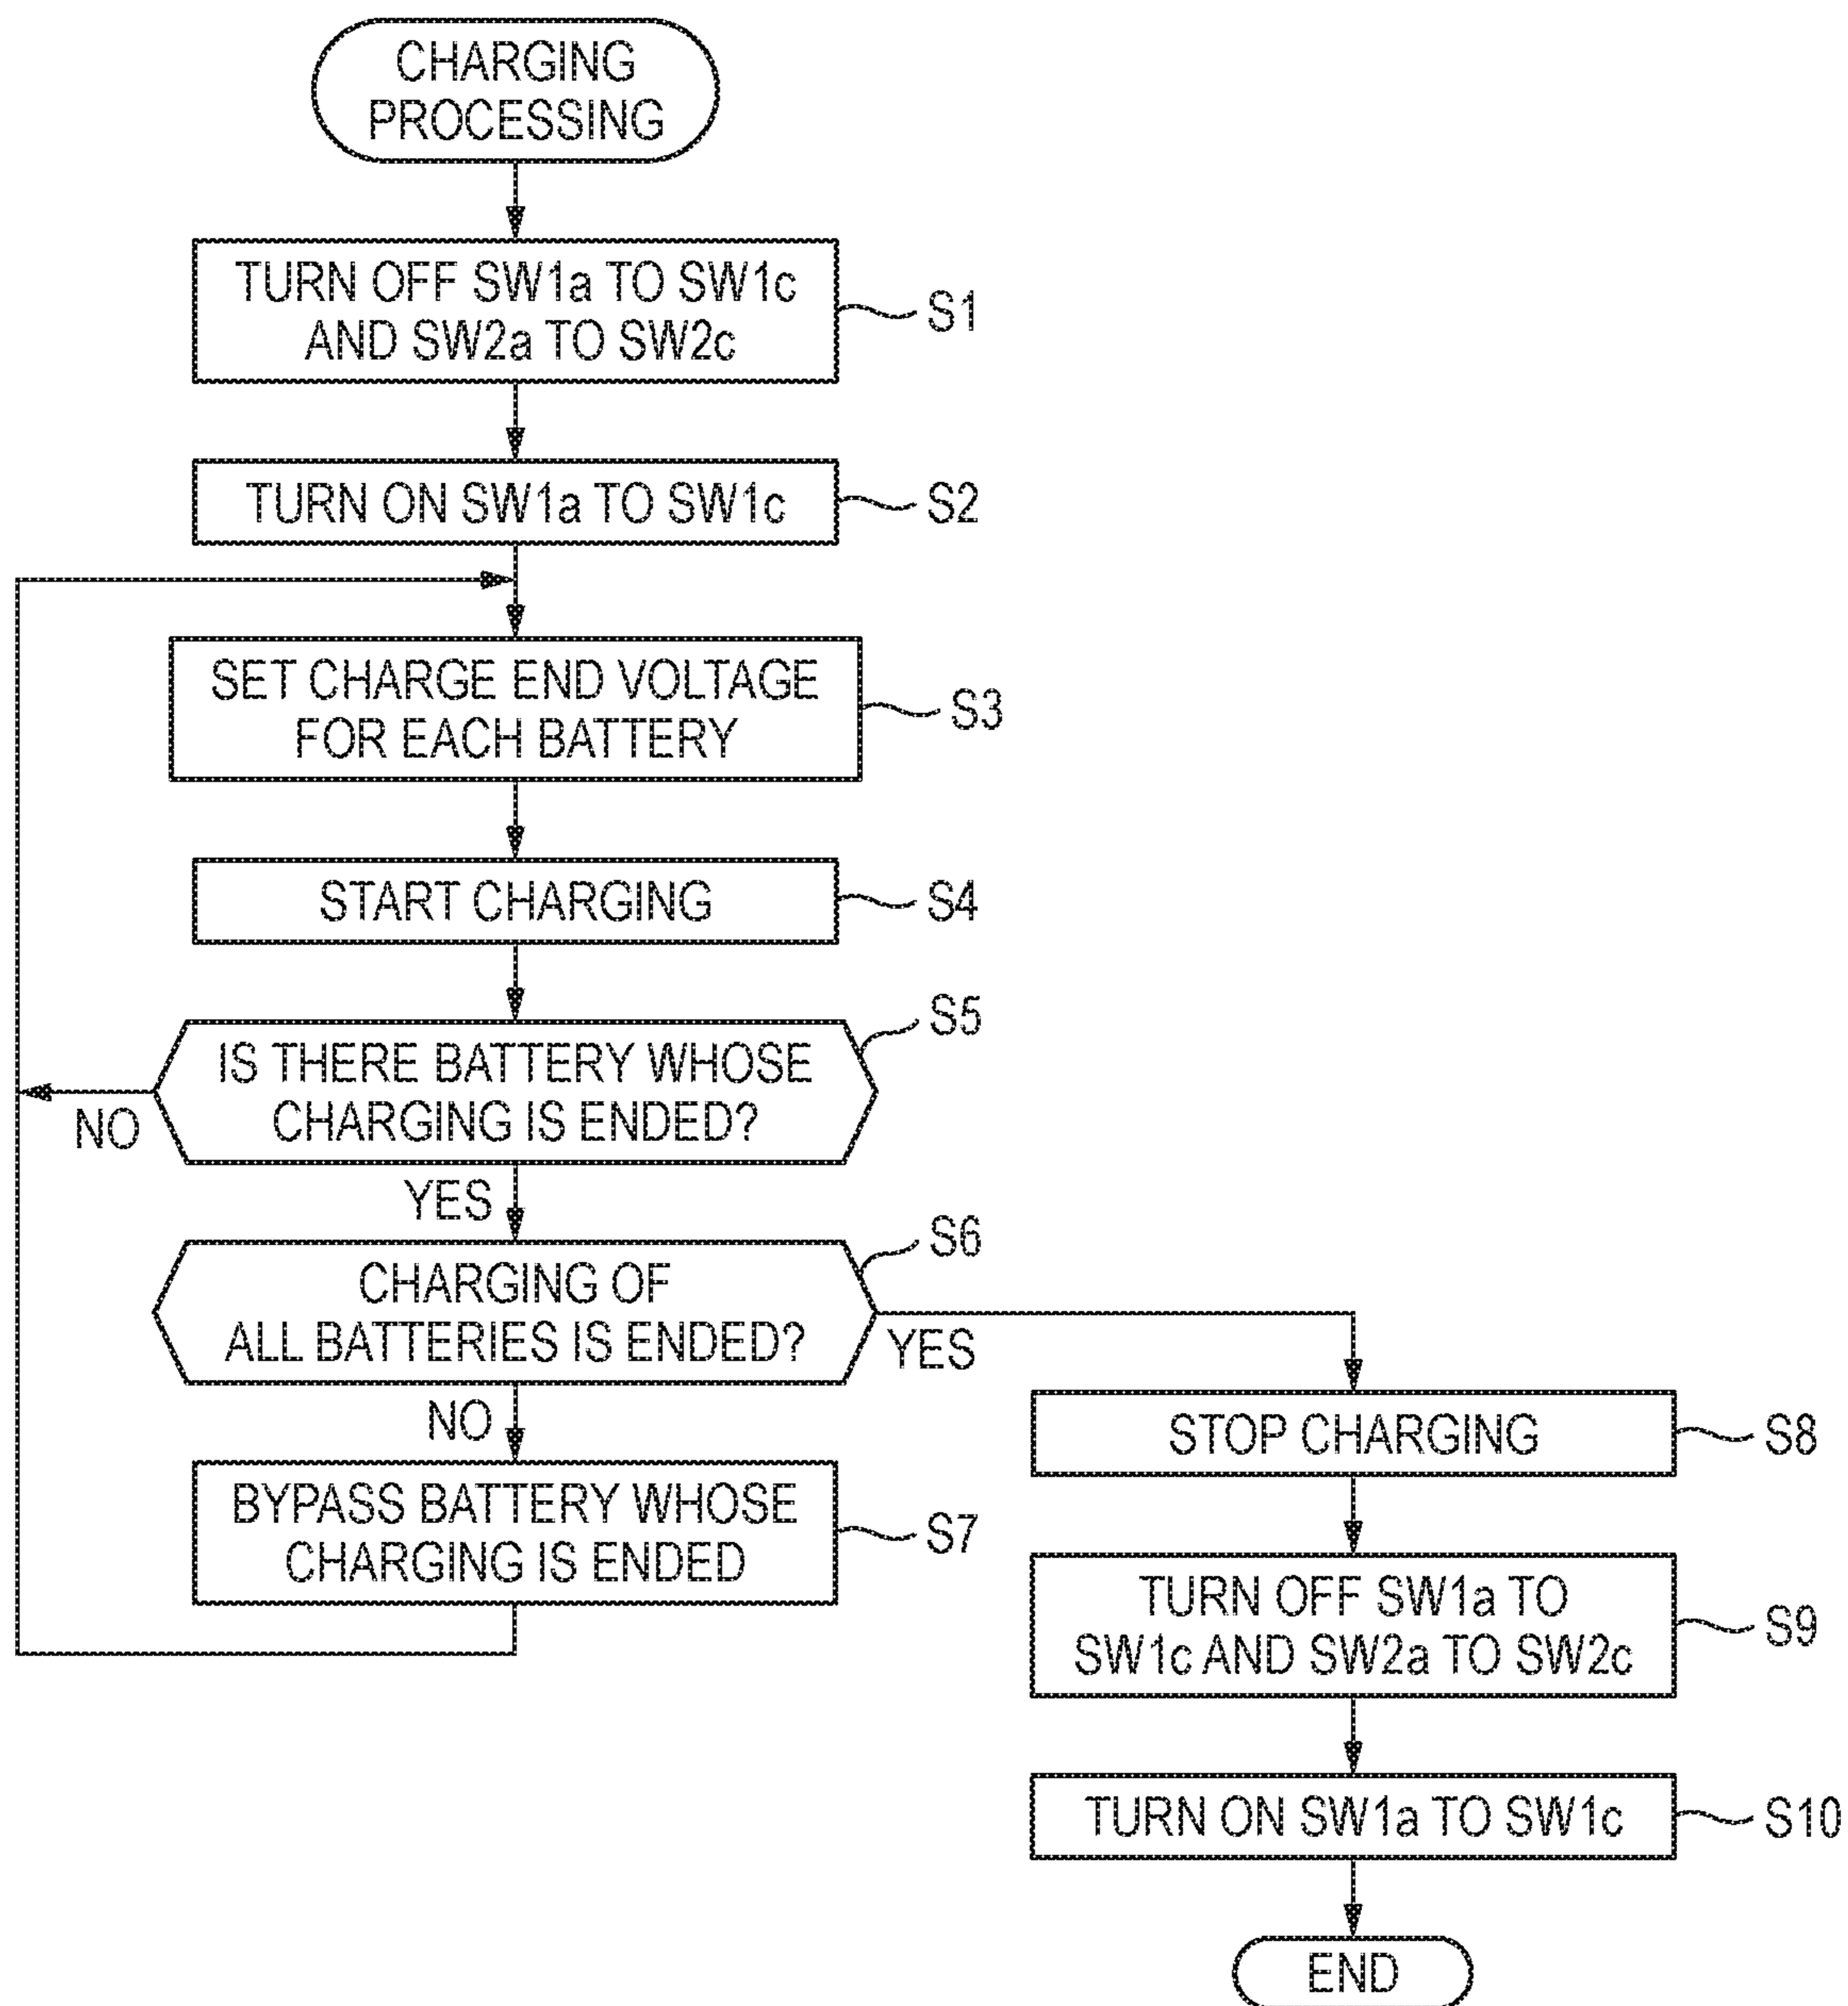 CHARGING
PROCESSING
TURN OFF SW1a TO SW1c
AND SW2a TO SW2c
S1
TURN ON SW1a TO SW1c
S2
SET CHARGE END VOLTAGE
FOR EACH BATTERY
S3
START CHARGING
S4
IS THERE BATTERY WHOSE
CHARGING IS ENDED?
S5
NO
YES
CHARGING OF
ALL BATTERIES IS ENDED?
S6
YES
NO
BYPASS BATTERY WHOSE
CHARGING IS ENDED
S7
STOP CHARGING
S8
TURN OFF SW1a TO
SW1c AND SW2a TO SW2c
S9
TURN ON SW1a TO SW1c
S10
END